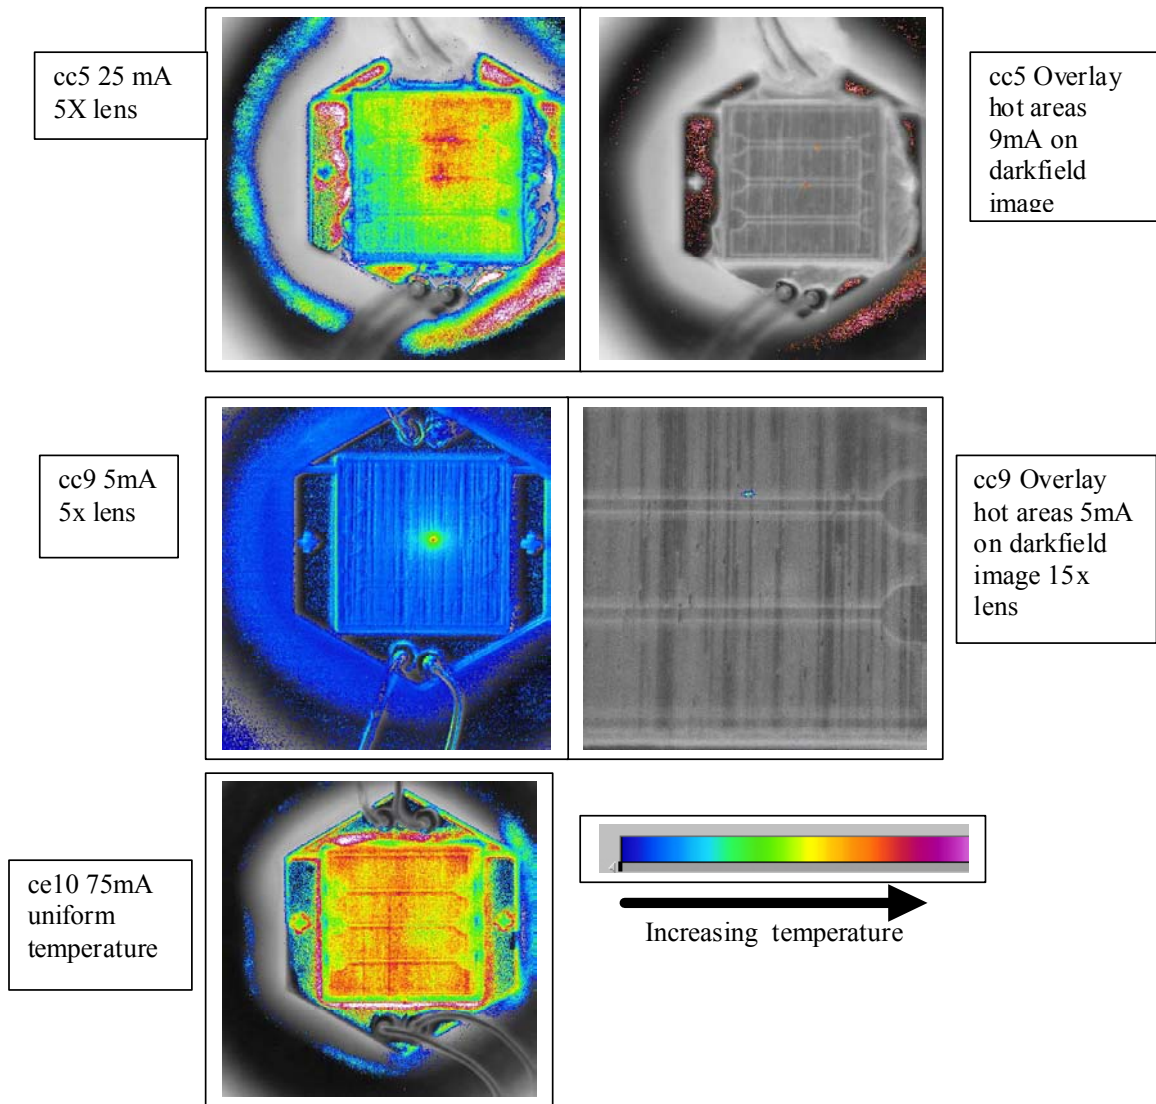 cc5 25 mA
5X lens
cc5 Overlay
hot areas
9mA on
darkfield
image
cc9 5mA
5x lens
cc9 Overlay
hot areas 5mA
on darkfield
image 15x
lens
ce10 75mA
uniform
temperature
Increasing temperature